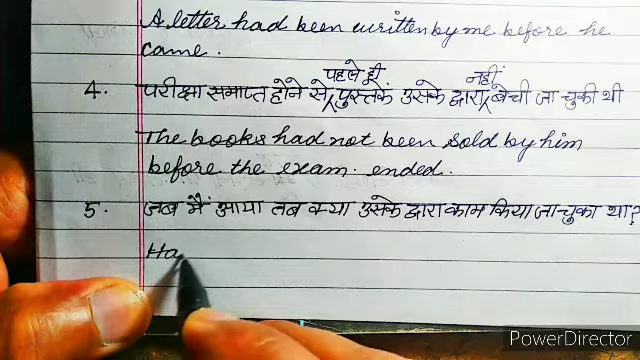 A letter had been written by me before he
came.
पहले ही नहीं
4. परीक्षा समाप्त होने से पुस्तकें उसके द्वारा बेची जा चुकी थी
The books had not been sold by him
before the exam ended.
5. जब मैं आया तब क्या उसके द्वारा काम किया जा चुका था?
Ha
PowerDirector